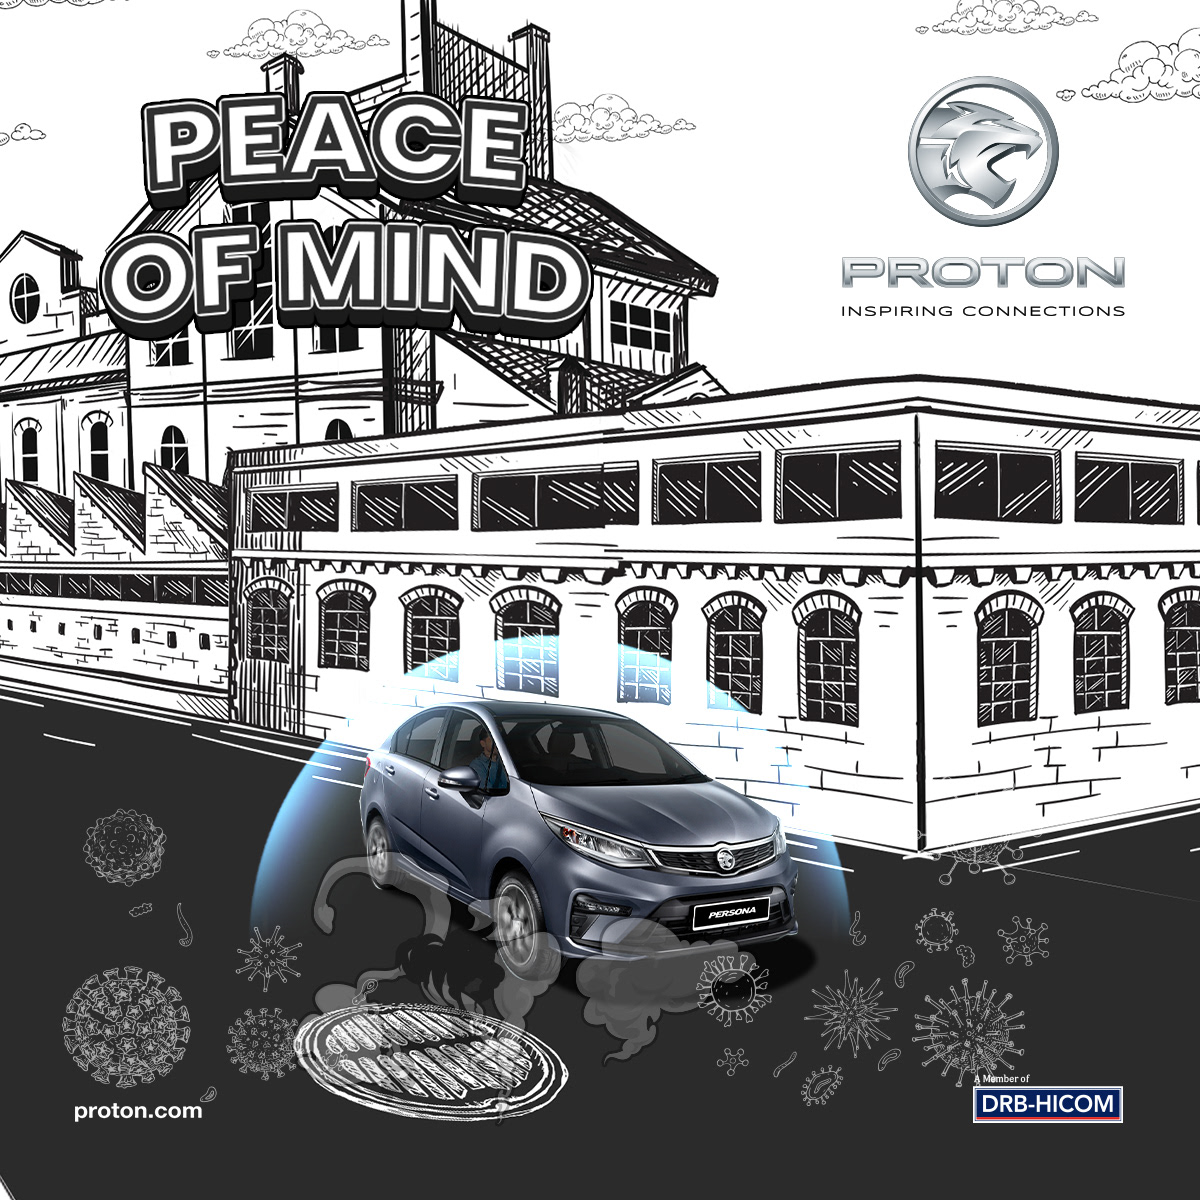 PEACE
OF MIND
PROTON
INSPIRING CONNECTIONS
PERSONA
proton.com
A Member of
DRB-HICOM